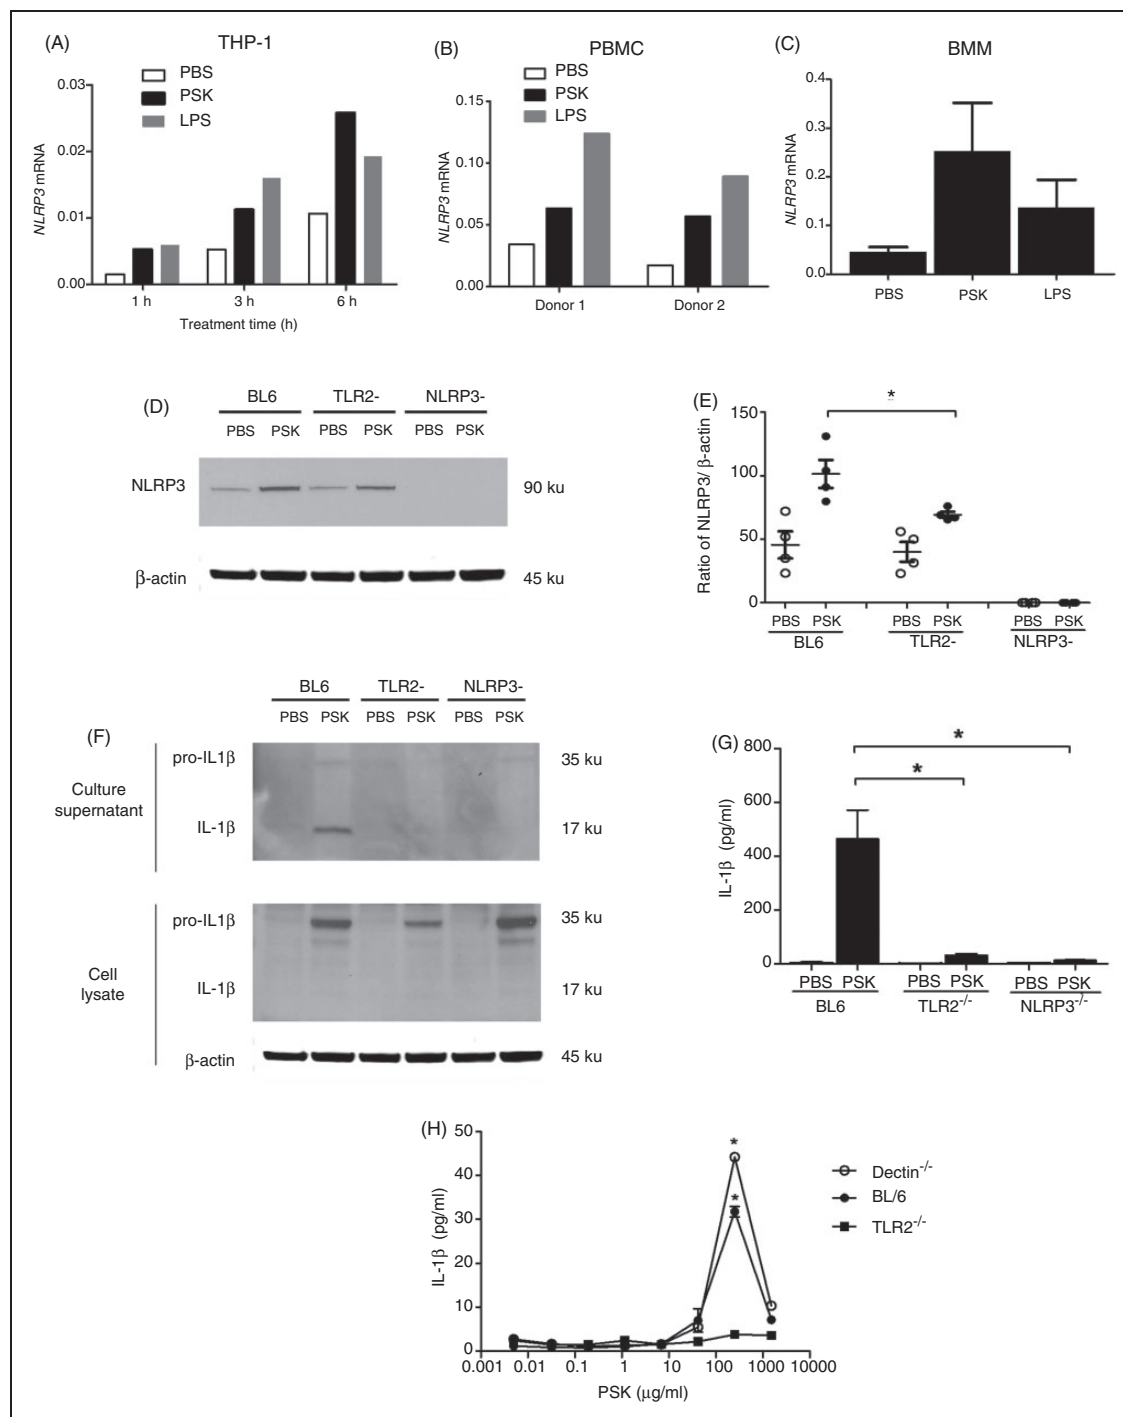 (A)
THP-1
PBS
PSK
LPS
0.03
0.02
0.01
0.00
NLRP3 mRNA
1 h 3 h 6 h
Treatment time (h)
(B)
PBMC
PBS
PSK
LPS
0.15
0.10
0.05
0.00
NLRP3 mRNA
Donor 1 Donor 2
(C)
BMM
0.4
0.3
0.2
0.1
0.0
NLRP3 mRNA
PBS PSK LPS
(D)
BL6 TLR2- NLRP3-
PBS PSK PBS PSK PBS PSK
NLRP3 90 ku
β-actin 45 ku
(E)
*
150
100
50
0
Ratio of NLRP3/ β-actin
PBS PSK PBS PSK PBS PSK
BL6 TLR2- NLRP3-
(F)
BL6 TLR2- NLRP3-
PBS PSK PBS PSK PBS PSK
Culture
supernatant
pro-IL1β 35 ku
IL-1β 17 ku
Cell
lysate
pro-IL1β 35 ku
IL-1β 17 ku
β-actin 45 ku
(G)
*
*
800
600
400
200
0
IL-1β (pg/ml)
PBS PSK PBS PSK PBS PSK
BL6 TLR2-/- NLRP3-/-
(H)
*
*
50
40
30
20
10
0
IL-1β (pg/ml)
0.001 0.01 0.1 1 10 100 1000 10000
PSK (μg/ml)
Dectin-/-
BL/6
TLR2-/-